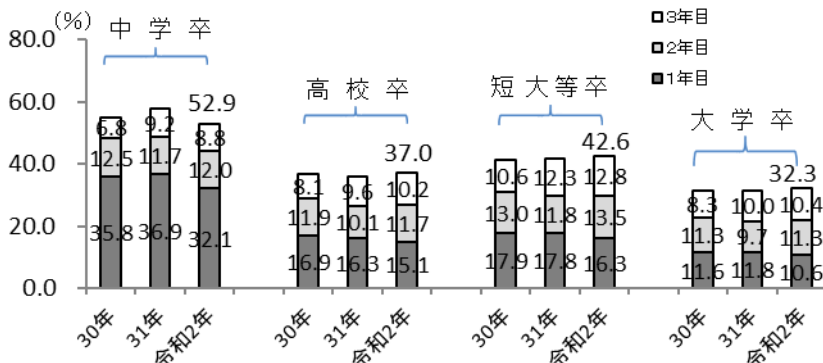 (%)
80.0
60.0
40.0
20.0
0.0
□3年目
□2年目
■1年目
中学卒
高校卒
短大等卒
大学卒
52.9
37.0
42.6
32.3
6.8 9.2 8.8
12.5 11.7 12.0
35.8 36.9 32.1
8.1 9.6 10.2
11.9 10.1 11.7
16.9 16.3 15.1
10.6 12.3 12.8
13.0 11.8 13.5
17.9 17.8 16.3
8.3 10.0 10.4
11.3 9.7 11.3
11.6 11.8 10.6
30年 31年 令和2年 30年 31年 令和2年 30年 31年 令和2年 30年 31年 令和2年